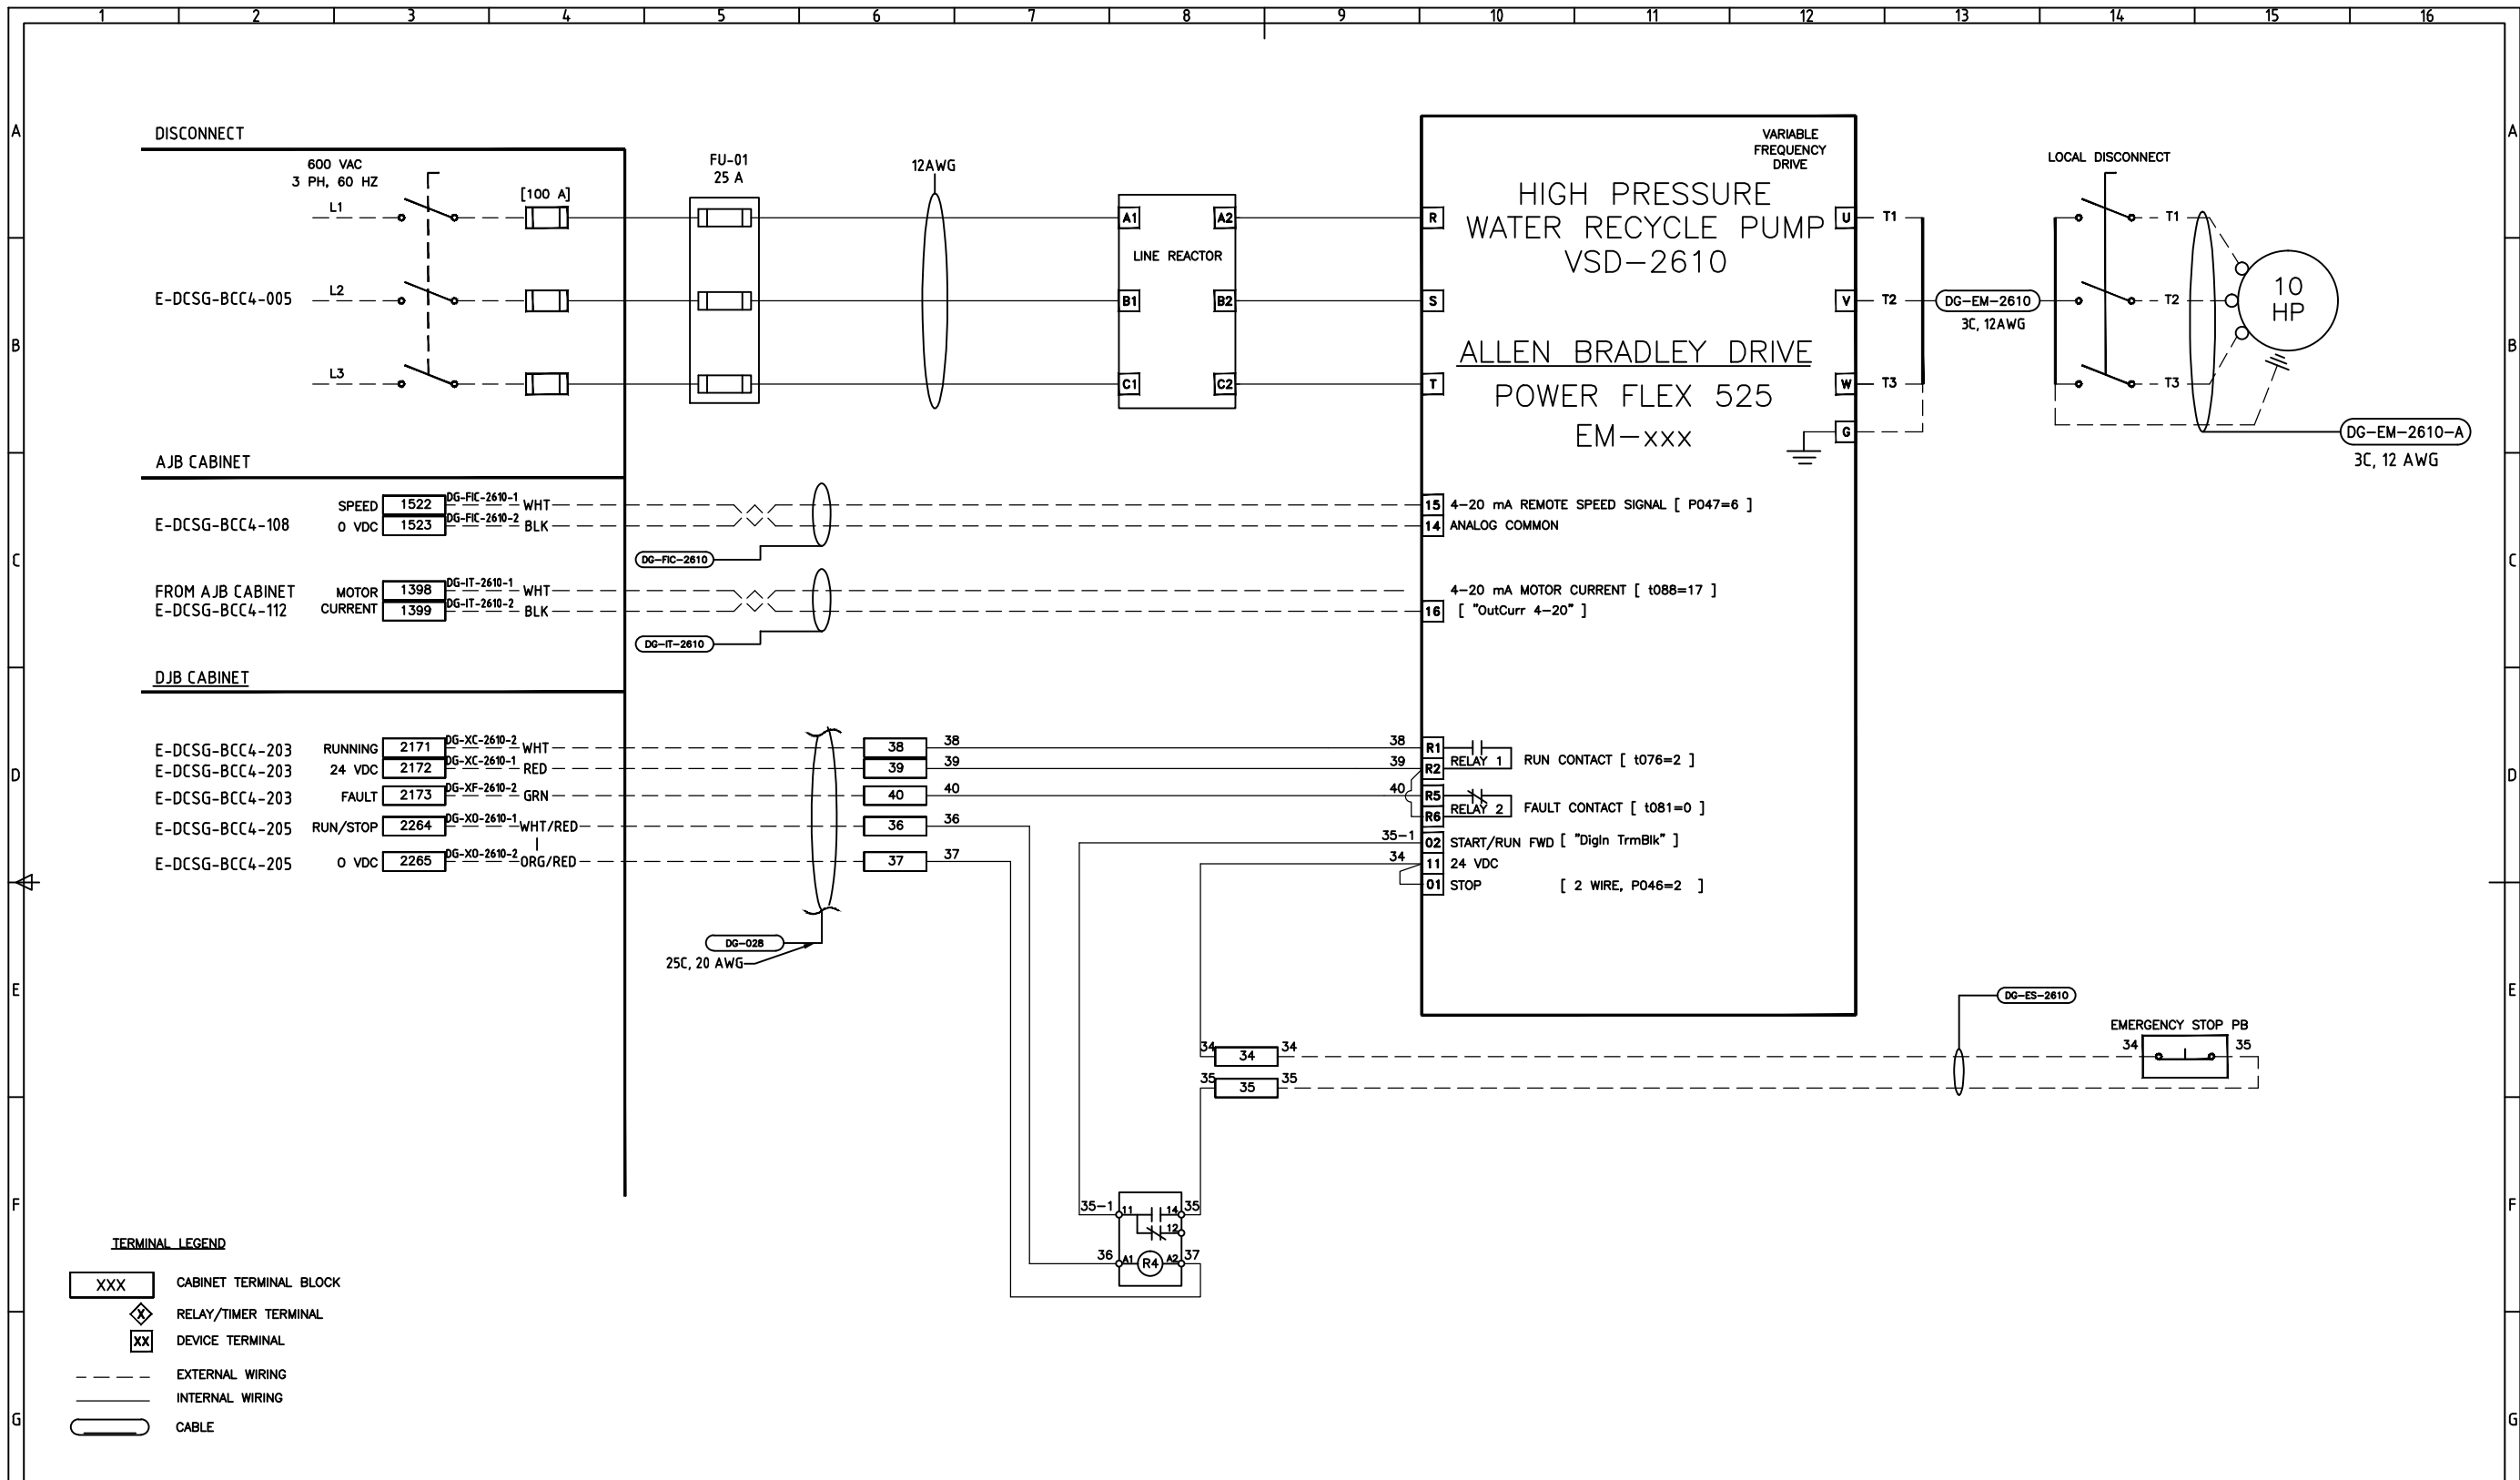 1 2 3 4 5 6 7 8 9 10 11 12 13 14 15 16
A A
B B
C C
D D
E E
F F
G G
DISCONNECT
600 VAC
3 PH, 60 HZ
[100 A]
L1
L2
L3
E-DCSG-BCC4-005
FU-01
25 A
12AWG
A1 A2
LINE REACTOR
B1 B2
C1 C2
VARIABLE
FREQUENCY
DRIVE
HIGH PRESSURE
WATER RECYCLE PUMP
VSD-2610
ALLEN BRADLEY DRIVE
POWER FLEX 525
EM-xxx
R
S
T
U T1
V T2
W T3
G
DG-EM-2610
3C, 12AWG
LOCAL DISCONNECT
T1
T2
T3
10
HP
DG-EM-2610-A
3C, 12 AWG
AJB CABINET
SPEED 1522 DG-FIC-2610-1 WHT
E-DCSG-BCC4-108 0 VDC 1523 DG-FIC-2610-2 BLK
DG-FIC-2610
15 4-20 mA REMOTE SPEED SIGNAL [ P047=6 ]
14 ANALOG COMMON
FROM AJB CABINET MOTOR 1398 DG-IT-2610-1 WHT
E-DCSG-BCC4-112 CURRENT 1399 DG-IT-2610-2 BLK
DG-IT-2610
4-20 mA MOTOR CURRENT [ t088=17 ]
16 [ "OutCurr 4-20" ]
DJB CABINET
E-DCSG-BCC4-203 RUNNING 2171 DG-XC-2610-2 WHT 38 38 38 R1
E-DCSG-BCC4-203 24 VDC 2172 DG-XC-2610-1 RED 39 39 39 R2
RELAY 1 RUN CONTACT [ t076=2 ]
E-DCSG-BCC4-203 FAULT 2173 DG-XF-2610-2 GRN 40 40 40 R5
RELAY 2 FAULT CONTACT [ t081=0 ]
R6
E-DCSG-BCC4-205 RUN/STOP 2264 DG-XO-2610-1 WHT/RED 36 36
E-DCSG-BCC4-205 0 VDC 2265 DG-XO-2610-2 ORG/RED 37 37
35-1 02 START/RUN FWD [ "DigIn TrmBlk" ]
34 11 24 VDC
01 STOP [ 2 WIRE, P046=2 ]
DG-028
25C, 20 AWG
DG-ES-2610
EMERGENCY STOP PB
34 34 34 34 35
35 35 35
35-1 11 14 35
12
36 A1 R4 A2 37
TERMINAL LEGEND
XXX CABINET TERMINAL BLOCK
X RELAY/TIMER TERMINAL
XX DEVICE TERMINAL
EXTERNAL WIRING
INTERNAL WIRING
CABLE